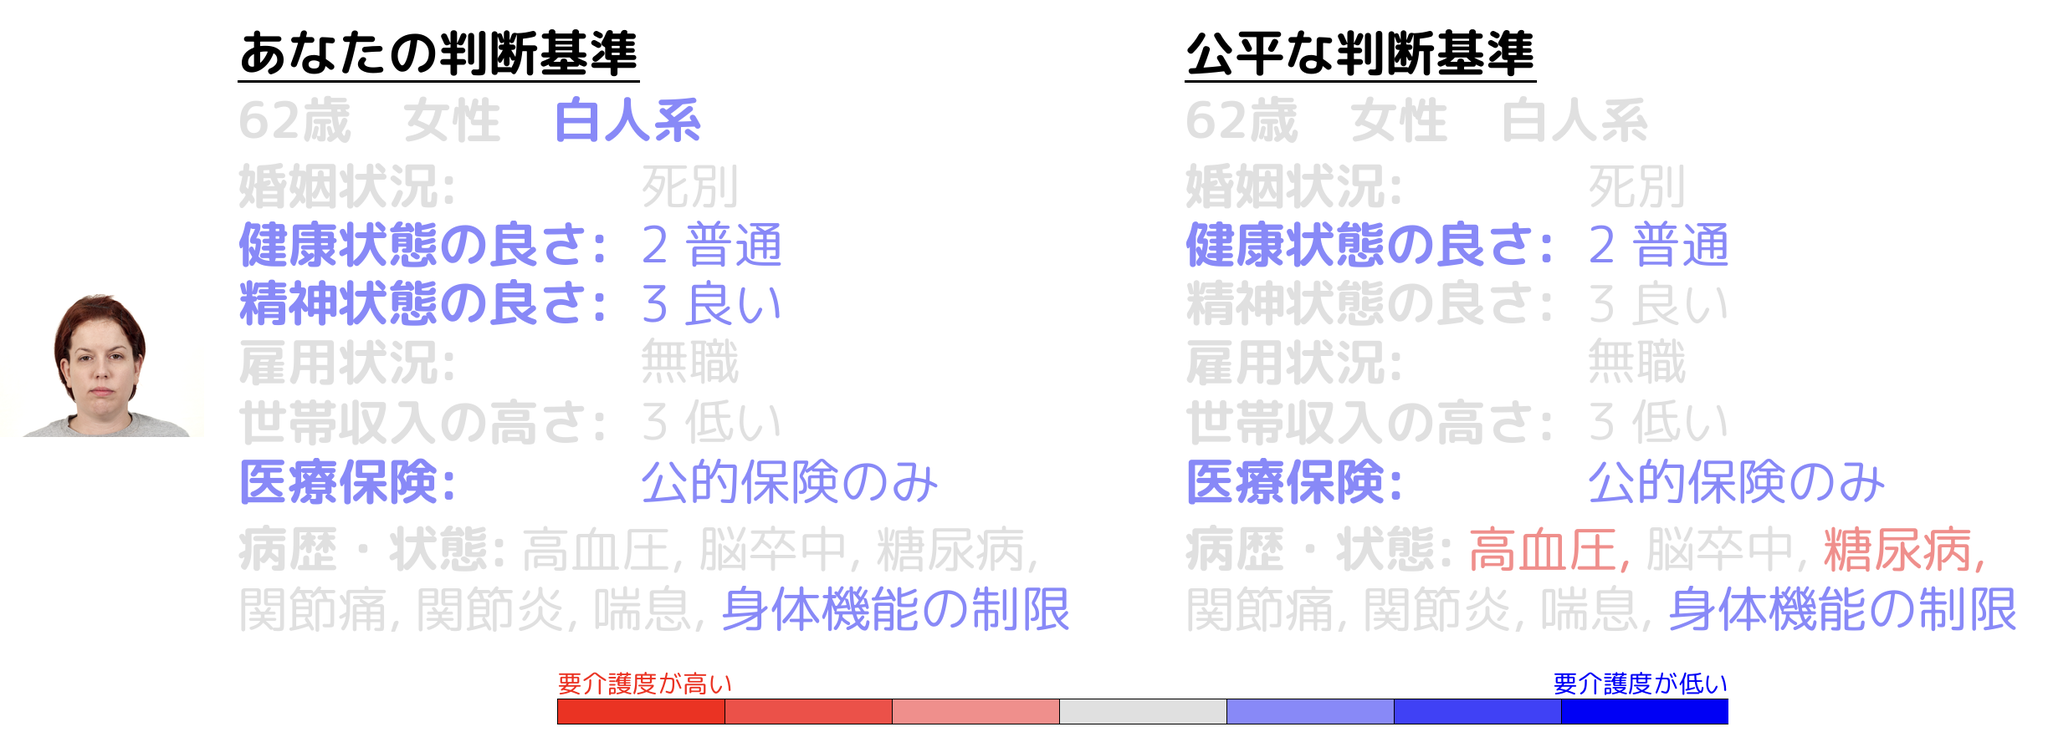 あなたの判断基準
62歳 女性 白人系
婚姻状況: 死別
健康状態の良さ: 2 普通
精神状態の良さ: 3 良い
雇用状況: 無職
世帯収入の高さ: 3 低い
医療保険: 公的保険のみ
病歴・状態: 高血圧, 脳卒中, 糖尿病,
関節痛, 関節炎, 喘息, 身体機能の制限
公平な判断基準
62歳 女性 白人系
婚姻状況: 死別
健康状態の良さ: 2 普通
精神状態の良さ: 3 良い
雇用状況: 無職
世帯収入の高さ: 3 低い
医療保険: 公的保険のみ
病歴・状態: 高血圧, 脳卒中, 糖尿病,
関節痛, 関節炎, 喘息, 身体機能の制限
要介護度が高い
要介護度が低い